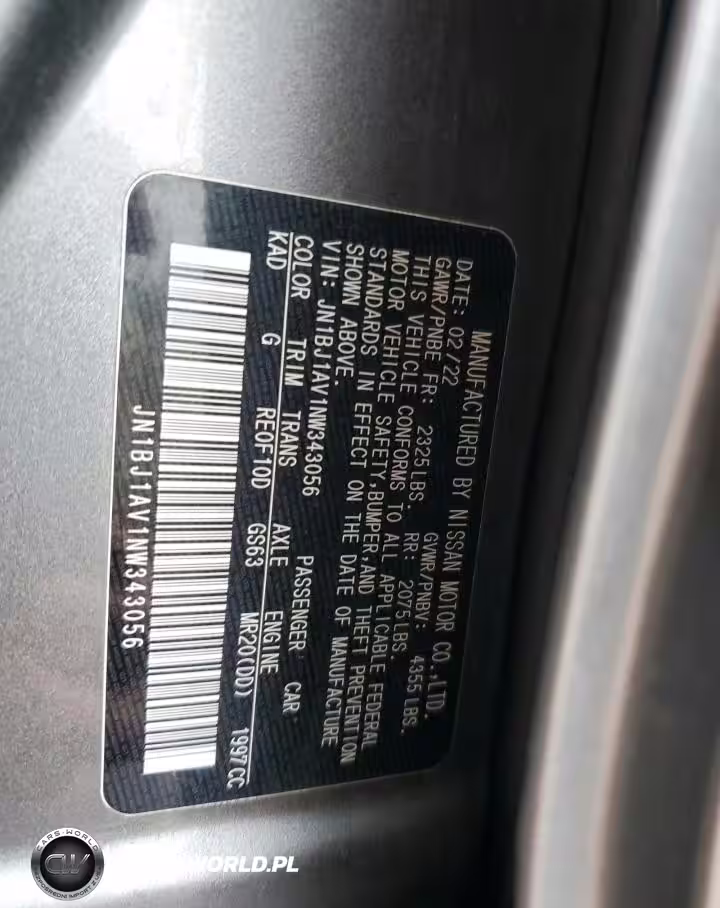 MANUFACTURED BY NISSAN MOTOR CO.,LTD.
DATE: 02/22 GVWR/PNBV: 4355LBS.
GAWR/PNBE FR: 2325LBS. RR: 2075LBS.
THIS VEHICLE CONFORMS TO ALL APPLICABLE FEDERAL
MOTOR VEHICLE SAFETY,BUMPER,AND THEFT PREVENTION
STANDARDS IN EFFECT ON THE DATE OF MANUFACTURE
SHOWN ABOVE.
VIN: JN1BJ1AV1NW343056 PASSENGER CAR
COLOR TRIM TRANS AXLE ENGINE
KAD G RE0F10D GS63 MR20(DD) 1997CC
JN1BJ1AV1NW343056
CARS-WORLD
CW
WORLD.PL